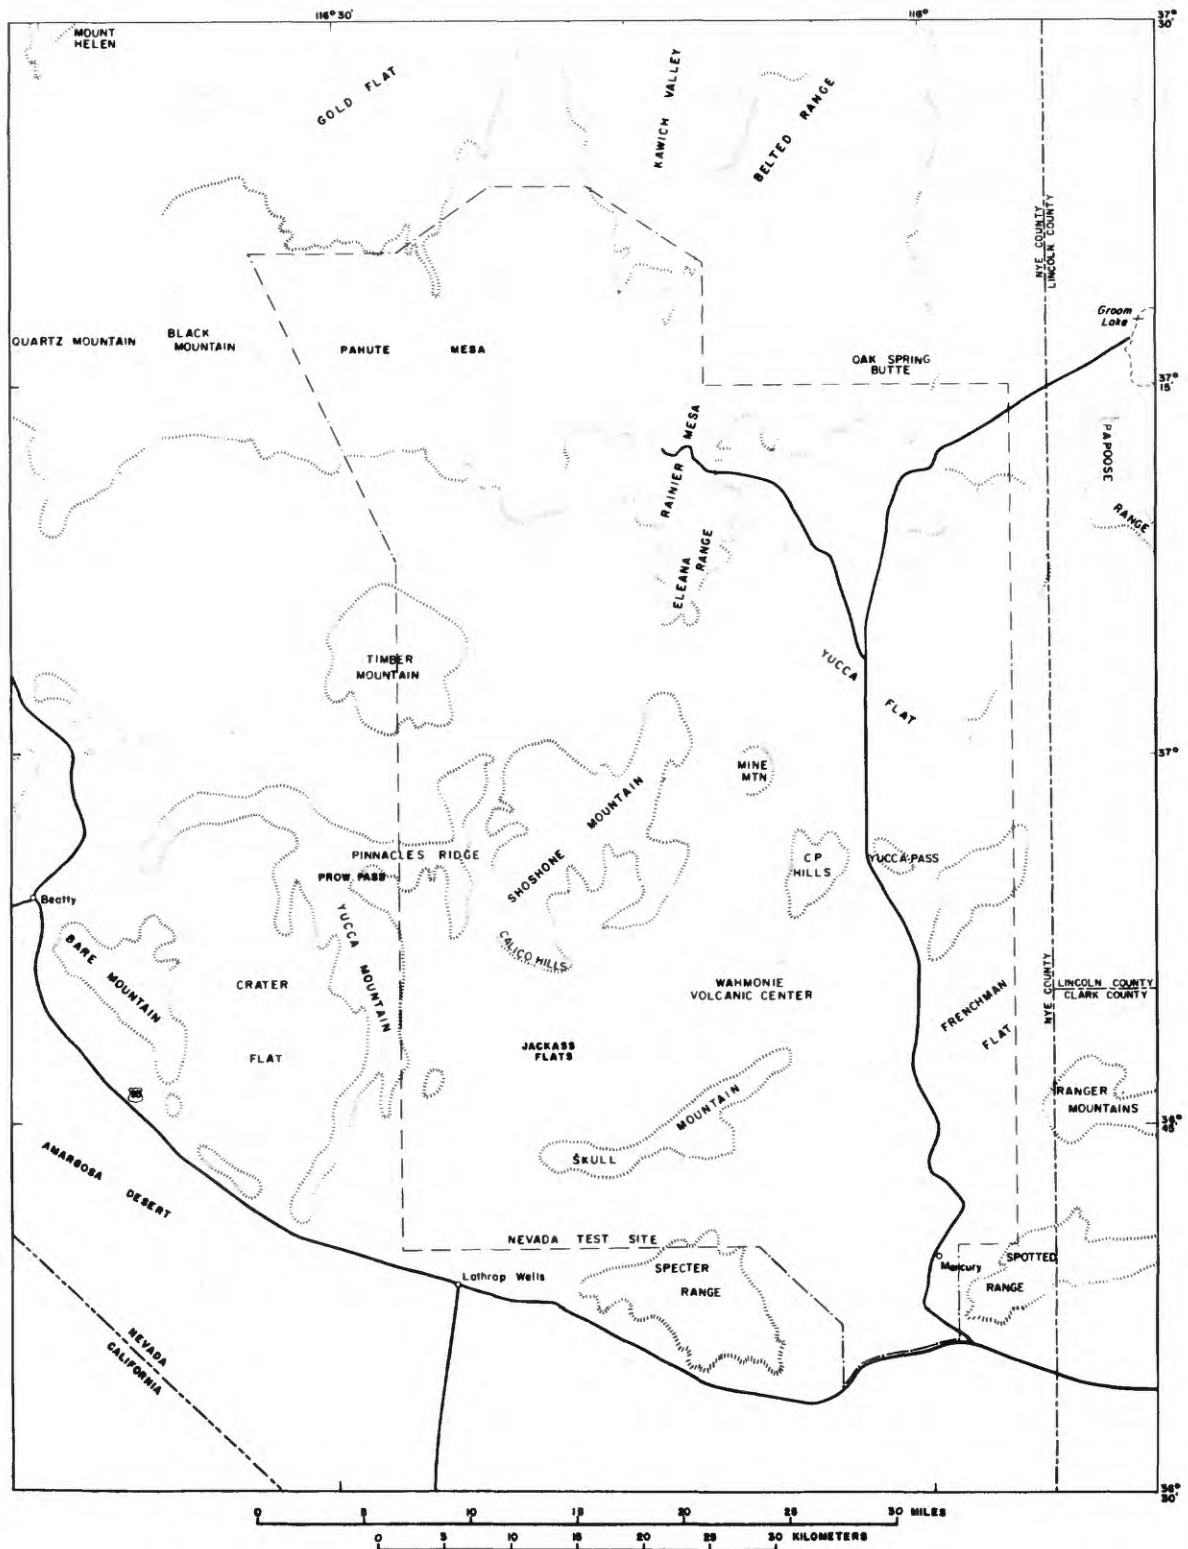 116° 30'
116°
37° 30'
MOUNT
HELEN
GOLD FLAT
KAWICH VALLEY
BELTED RANGE
NYE COUNTY
LINCOLN COUNTY
Groom
Lake
QUARTZ MOUNTAIN
BLACK
MOUNTAIN
PAHUTE MESA
OAK SPRING
BUTTE
37°
15'
RAINIER MESA
PAPOOSE
RANGE
ELEANA
RANGE
TIMBER
MOUNTAIN
YUCCA FLAT
37°
MINE
MTN
SHOSHONE MOUNTAIN
PINNACLES RIDGE
PROW PASS
C P
HILLS
YUCCA PASS
Beatty
YUCCA MOUNTAIN
BARE MOUNTAIN
CALICO HILLS
CRATER
FLAT
WAHMONIE
VOLCANIC CENTER
FRENCHMAN
FLAT
NYE COUNTY
LINCOLN COUNTY
CLARK COUNTY
JACKASS
FLATS
95
RANGER
MOUNTAINS
SKULL MOUNTAIN
45'
AMARGOSA DESERT
NEVADA TEST SITE
SPECTER
RANGE
Mercury
SPOTTED
RANGE
Lathrop Wells
NEVADA
CALIFORNIA
36°
30'
0 5 10 15 20 25 30 MILES
0 5 10 15 20 25 30 KILOMETERS